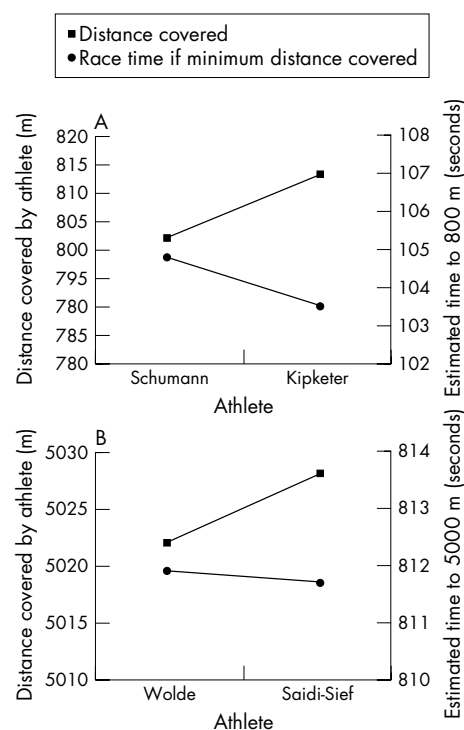 Distance covered
Race time if minimum distance covered
A
Distance covered by athlete (m)
820
815
810
805
800
795
790
780
785
780
108
107
106
105
104
103
102
Estimated time to 800 m (seconds)
Schumann
Kipketer
Athlete
B
Distance covered by athlete (m)
5030
5023
5020
5015
5010
814
813
812
811
810
Estimated time to 5000 m (seconds)
Wolde
Saidi-Sief
Athlete